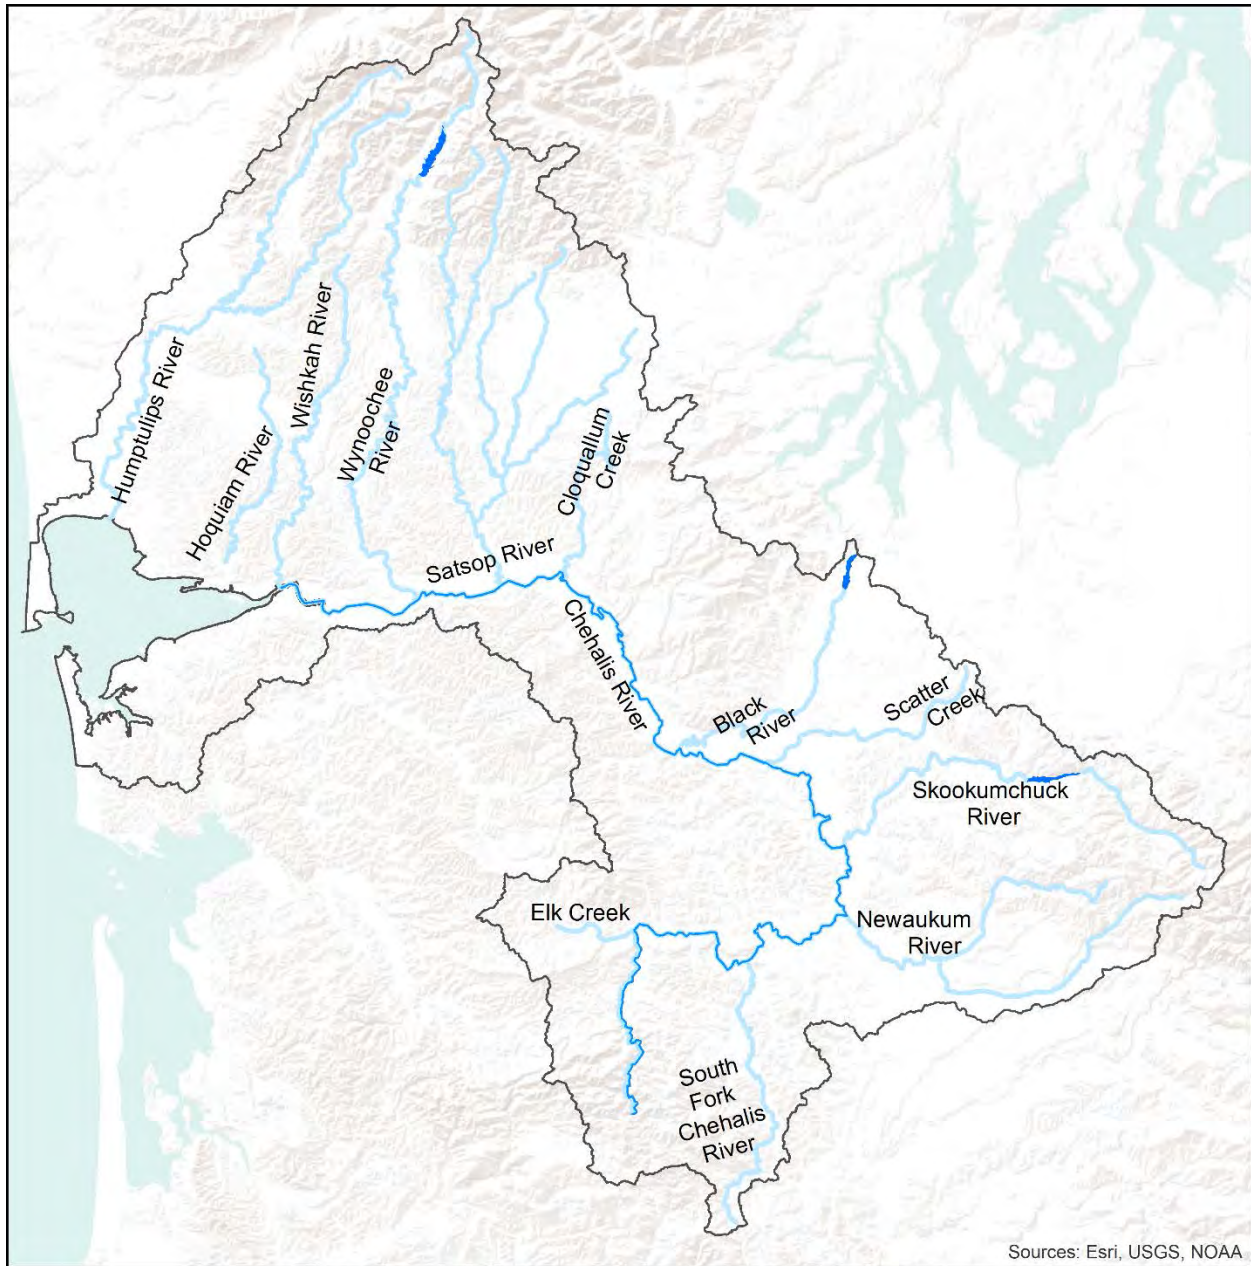 Humptulips River
Hoquiam River
Wishkah River
Wynoochee
River
Satsop River
Cloquallum
Creek
Chehalis River
Black
River
Scatter
Creek
Skookumchuck
River
Elk Creek
Newaukum
River
South
Fork
Chehalis
River
Sources: Esri, USGS, NOAA